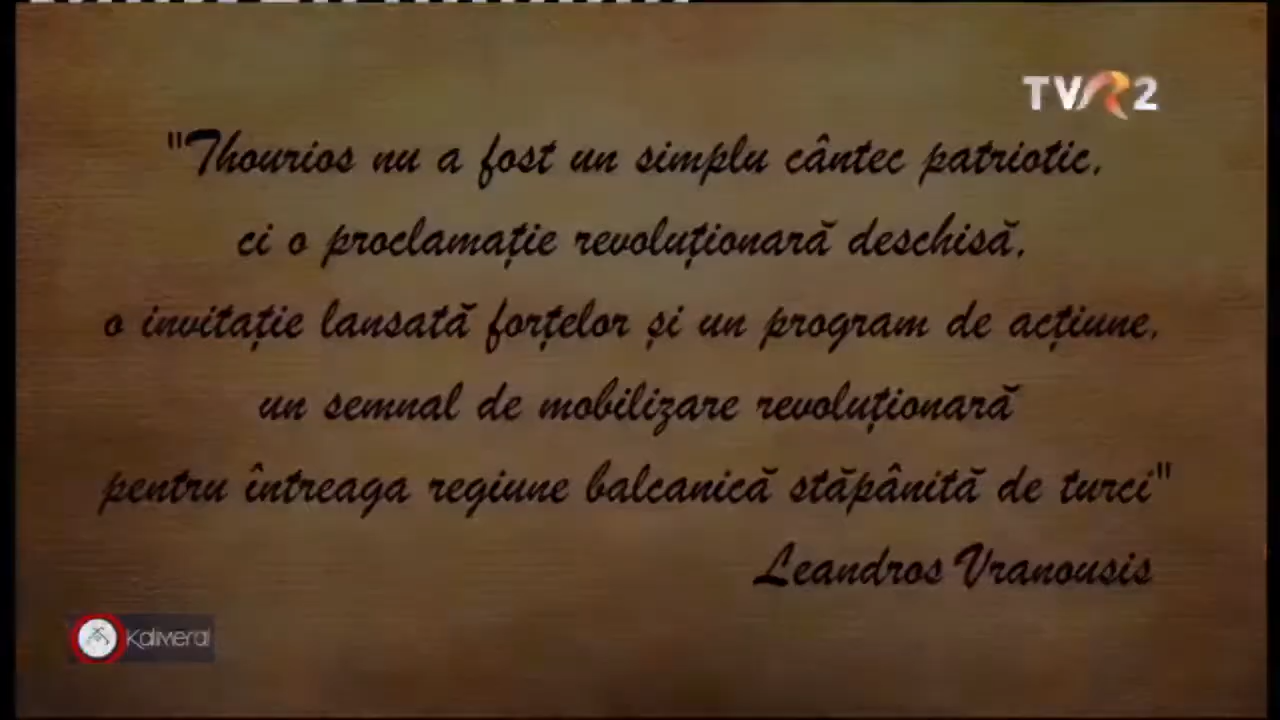 TVR2
"Thourios nu a fost un simplu cântec patriotic,
ci o proclamație revoluționară deschisă,
o invitație lansată forțelor și un program de acțiune,
un semnal de mobilizare revoluționară
pentru întreaga regiune balcanică stăpânită de turci"
Leandros Vranousis
Kalimera!